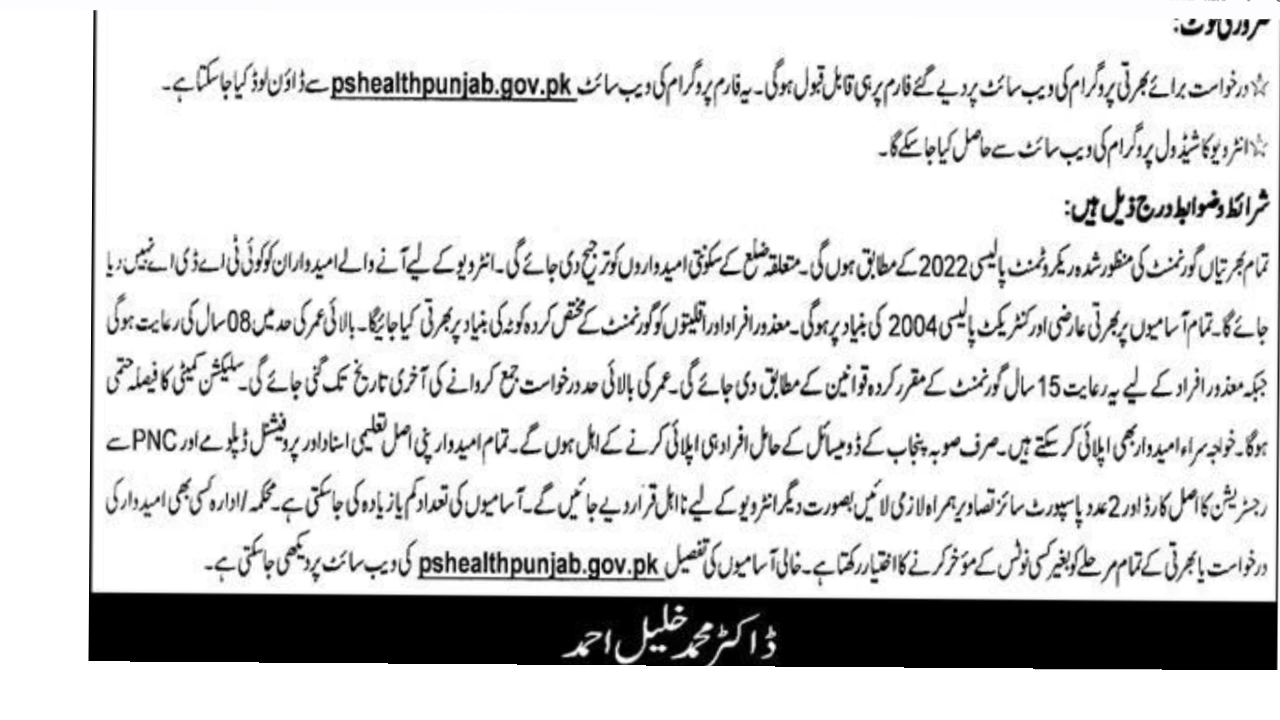 ضروری نوٹ:
☆درخواست برائے بھرتی پروگرام کی ویب سائٹ پر دیے گئے فارم پر ہی قابل قبول ہوگی۔ یہ فارم پروگرام کی ویب سائٹ pshealthpunjab.gov.pk سے ڈاؤن لوڈ کیا جا سکتا ہے۔
☆انٹرویو کا شیڈول پروگرام کی ویب سائٹ سے حاصل کیا جا سکے گا۔
شرائط و ضوابط درج ذیل ہیں:
تمام بھرتیاں گورنمنٹ کی منظور شدہ ریکروٹمنٹ پالیسی 2022 کے مطابق ہوں گی۔ متعلقہ ضلع کے سکونتی امیدواروں کو ترجیح دی جائے گی۔ انٹرویو کے لیے آنے والے امیدواران کو کوئی ٹی اے ڈی اے نہیں دیا
جائے گا۔ تمام آسامیوں پر بھرتی عارضی اور کنٹریکٹ پالیسی 2004 کی بنیاد پر ہوگی۔ معذور افراد اور اقلیتوں کو گورنمنٹ کے مختص کردہ کوٹہ کی بنیاد پر بھرتی کیا جائیگا۔ بالائی عمر کی حد میں 08 سال کی رعایت ہوگی
جبکہ معذور افراد کے لیے یہ رعایت 15 سال گورنمنٹ کے مقرر کردہ قوانین کے مطابق دی جائے گی۔ عمر کی بالائی حد درخواست جمع کروانے کی آخری تاریخ تک گنی جائے گی۔ سلیکشن کمیٹی کا فیصلہ حتمی
ہوگا۔ خواجہ سراء امیدوار بھی اپلائی کر سکتے ہیں۔ صرف صوبہ پنجاب کے ڈومیسائل کے حامل افراد ہی اپلائی کرنے کے اہل ہوں گے۔ تمام امیدوار اپنی اصل تعلیمی اسناد اور پروفیشنل ڈپلومے اور PNC سے
رجسٹریشن کا اصل کارڈ اور 2 عدد پاسپورٹ سائز تصاویر ہمراہ لازمی لائیں بصورت دیگر انٹرویو کے لیے نااہل قرار دیے جائیں گے۔ آسامیوں کی تعداد کم یا زیادہ کی جا سکتی ہے۔ محکمہ/ادارہ کسی بھی امیدوار کی
درخواست یا بھرتی کے تمام مرحلے کو بغیر کسی نوٹس کے مؤخر کرنے کا اختیار رکھتا ہے۔ خالی آسامیوں کی تفصیل pshealthpunjab.gov.pk کی ویب سائٹ پر دیکھی جا سکتی ہے۔
ڈاکٹر محمد خلیل احمد